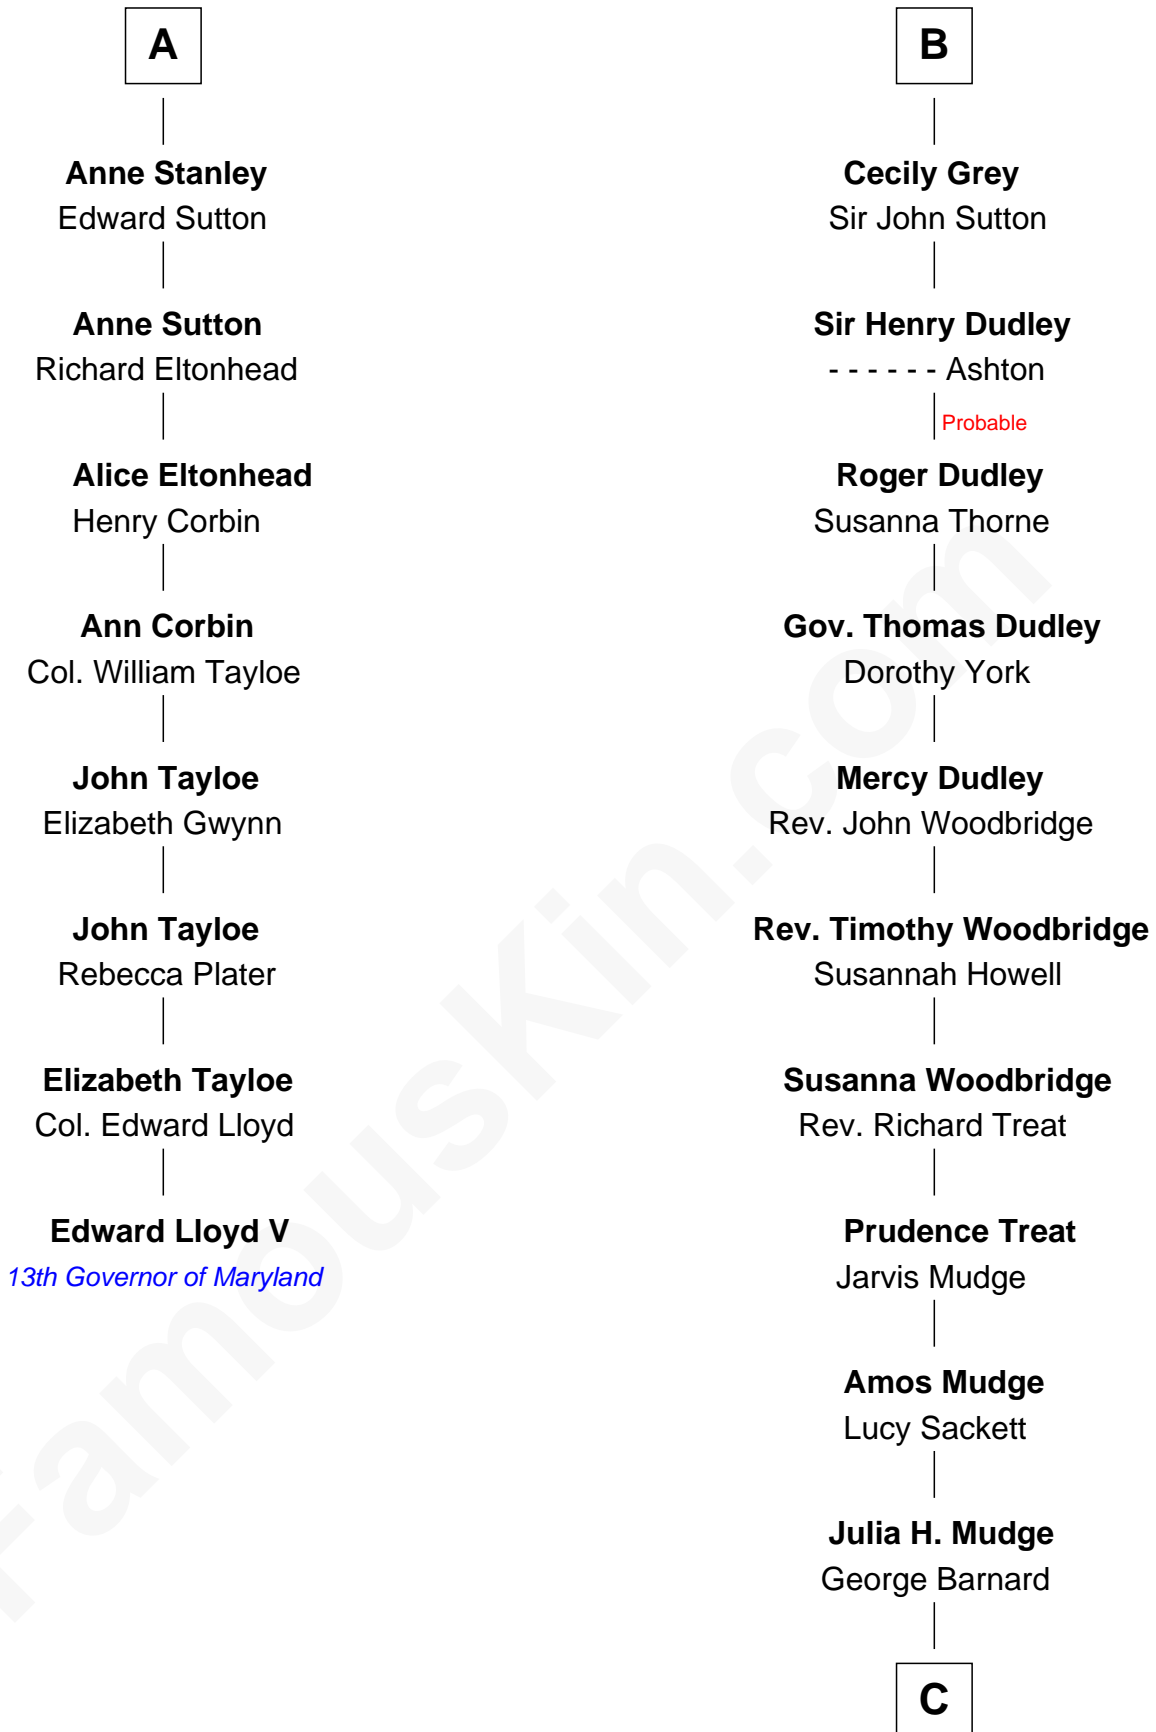 A
Anne Stanley
Edward Sutton
Anne Sutton
Richard Eltonhead
Alice Eltonhead
Henry Corbin
Ann Corbin
Col. William Tayloe
John Tayloe
Elizabeth Gwynn
John Tayloe
Rebecca Plater
Elizabeth Tayloe
Col. Edward Lloyd
Edward Lloyd V
13th Governor of Maryland
B
Cecily Grey
Sir John Sutton
Sir Henry Dudley
- - - - - - Ashton
Probable
Roger Dudley
Susanna Thorne
Gov. Thomas Dudley
Dorothy York
Mercy Dudley
Rev. John Woodbridge
Rev. Timothy Woodbridge
Susannah Howell
Susanna Woodbridge
Rev. Richard Treat
Prudence Treat
Jarvis Mudge
Amos Mudge
Lucy Sackett
Julia H. Mudge
George Barnard
C
FamousKin.com